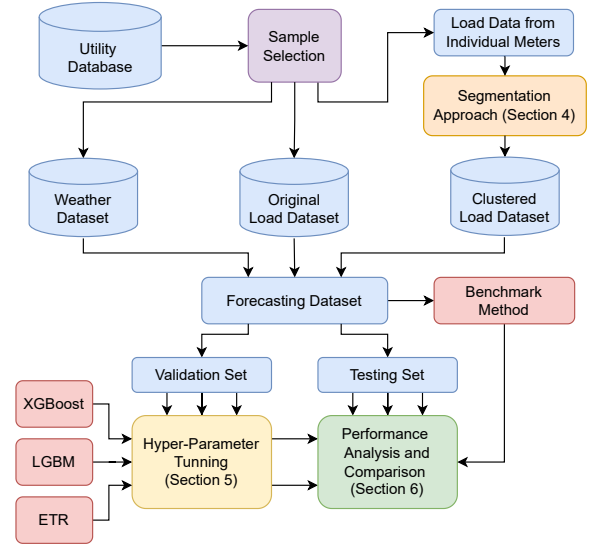 Utility
Database
Sample
Selection
Load Data from
Individual Meters
Segmentation
Approach (Section 4)
Weather
Dataset
Original
Load Dataset
Clustered
Load Dataset
Forecasting Dataset
Benchmark
Method
Validation Set
Testing Set
XGBoost
LGBM
ETR
Hyper-Parameter
Tunning
(Section 5)
Performance
Analysis and
Comparison
(Section 6)